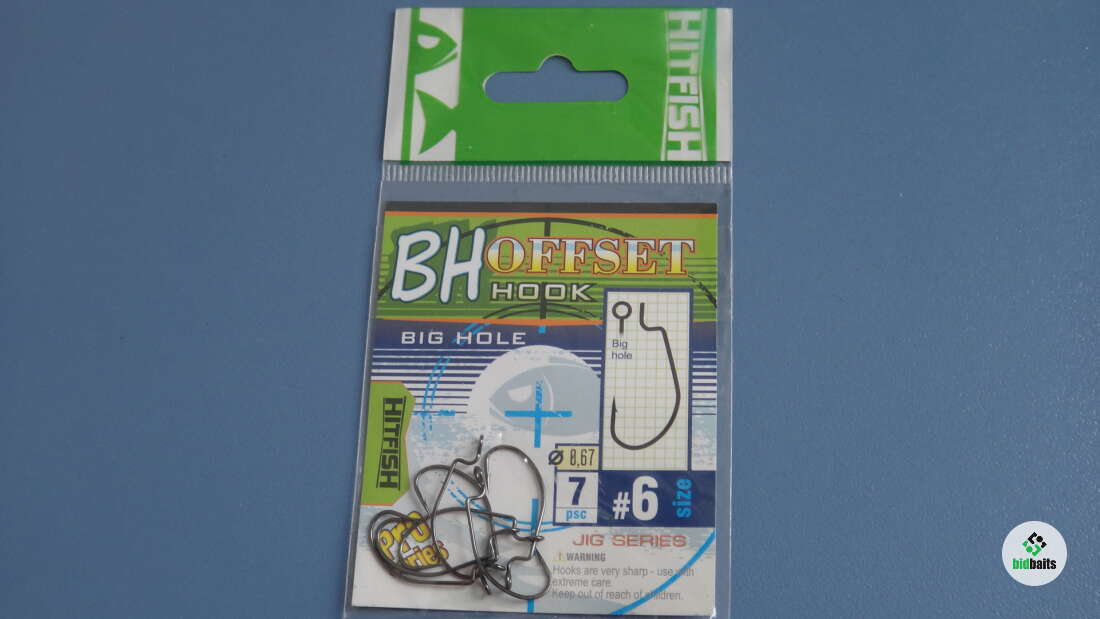 HITFISH
BH OFFSET
HOOK
BIG HOLE
Big
hole
HITFISH
Ø 0,67
7
psc
#6 size
Pro
Series
JIG SERIES
WARNING
Hooks are very sharp - use with
extreme care.
Keep out of reach of children.
bidbaits